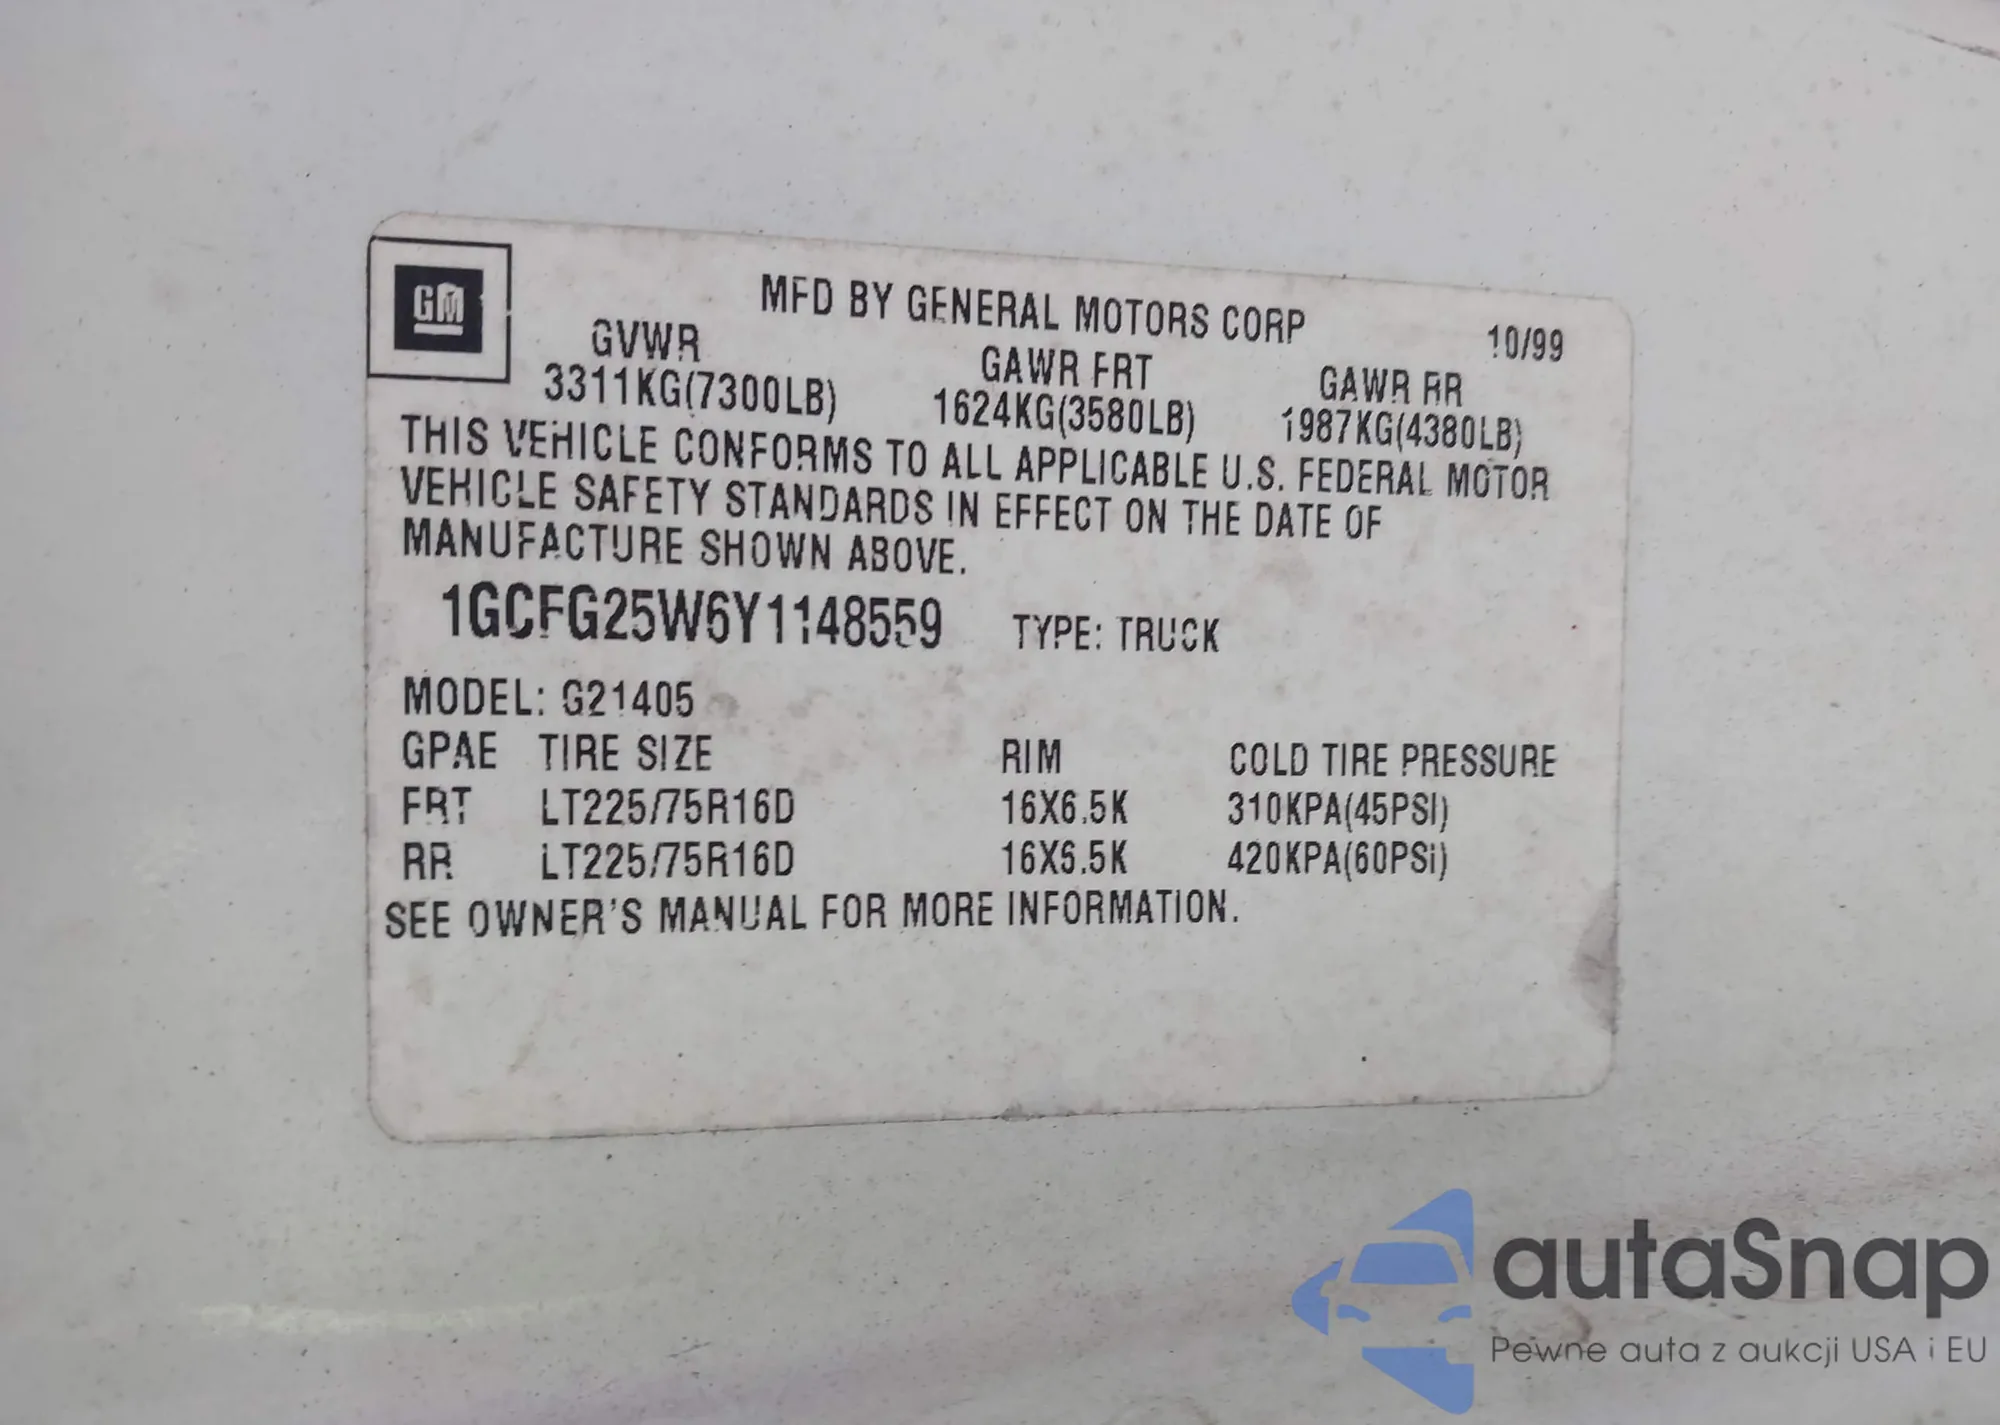 GM
MFD BY GENERAL MOTORS CORP 10/99
GVWR GAWR FRT GAWR RR
3311KG(7300LB) 1624KG(3580LB) 1987KG(4380LB)
THIS VEHICLE CONFORMS TO ALL APPLICABLE U.S. FEDERAL MOTOR
VEHICLE SAFETY STANDARDS IN EFFECT ON THE DATE OF
MANUFACTURE SHOWN ABOVE.
1GCFG25W6Y1148559 TYPE: TRUCK
MODEL: G21405
GPAE TIRE SIZE RIM COLD TIRE PRESSURE
FRT LT225/75R16D 16X6.5K 310KPA(45PSI)
RR LT225/75R16D 16X6.5K 420KPA(60PSI)
SEE OWNER'S MANUAL FOR MORE INFORMATION.
autaSnap
Pewne auta z aukcji USA i EU